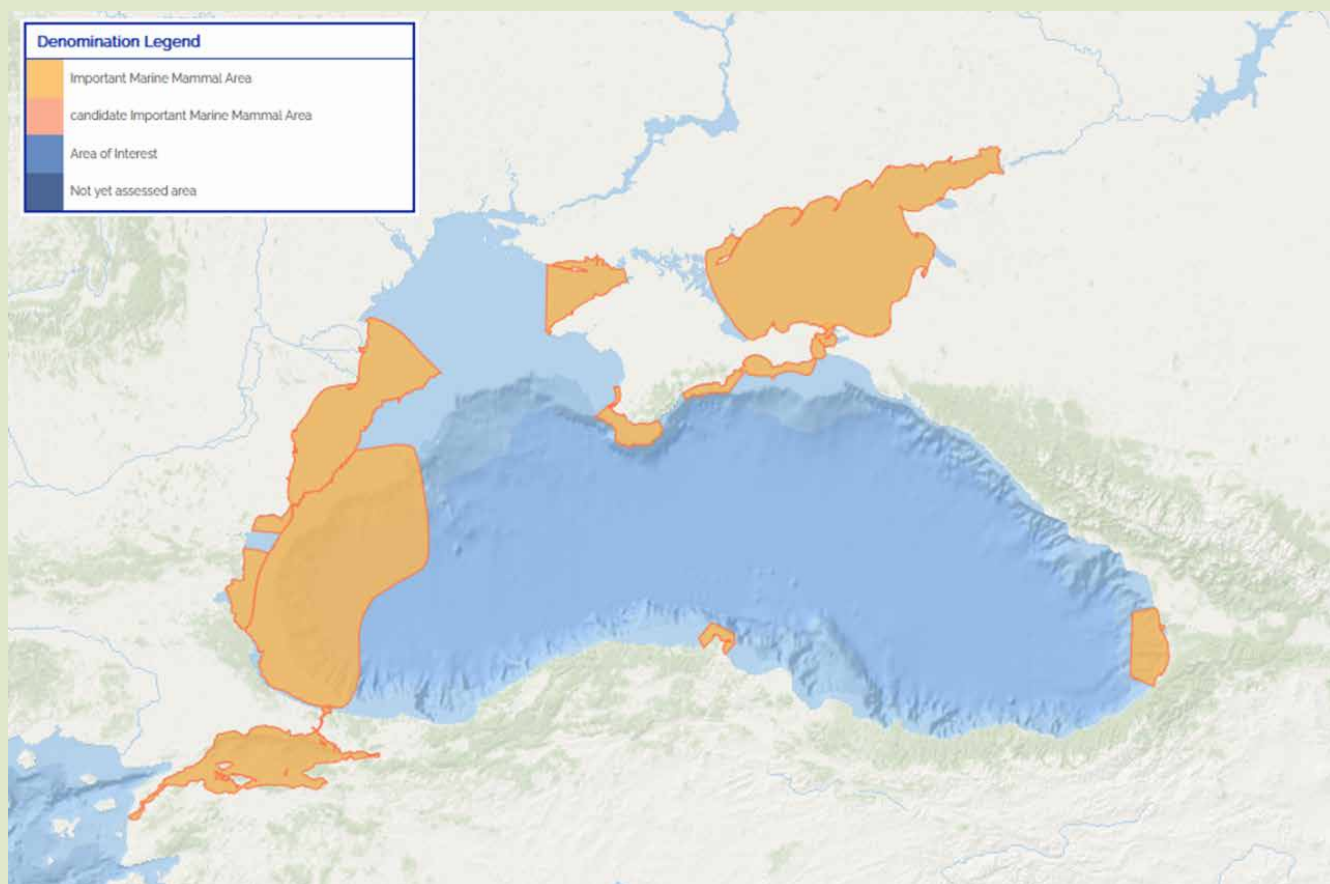 Denomination Legend
Important Marine Mammal Area
candidate Important Marine Mammal Area
Area of Interest
Not yet assessed area